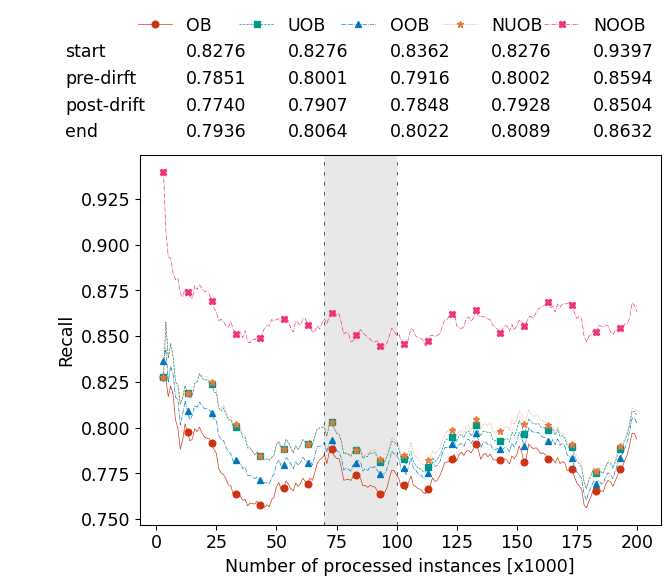 OB UOB OOB NUOB NOOB
start 0.8276 0.8276 0.8362 0.8276 0.9397
pre-dirft 0.7851 0.8001 0.7916 0.8002 0.8594
post-drift 0.7740 0.7907 0.7848 0.7928 0.8504
end 0.7936 0.8064 0.8022 0.8089 0.8632
0.925
0.900
0.875
0.850
0.825
0.800
0.775
0.750
Recall
0 25 50 75 100 125 150 175 200
Number of processed instances [x1000]